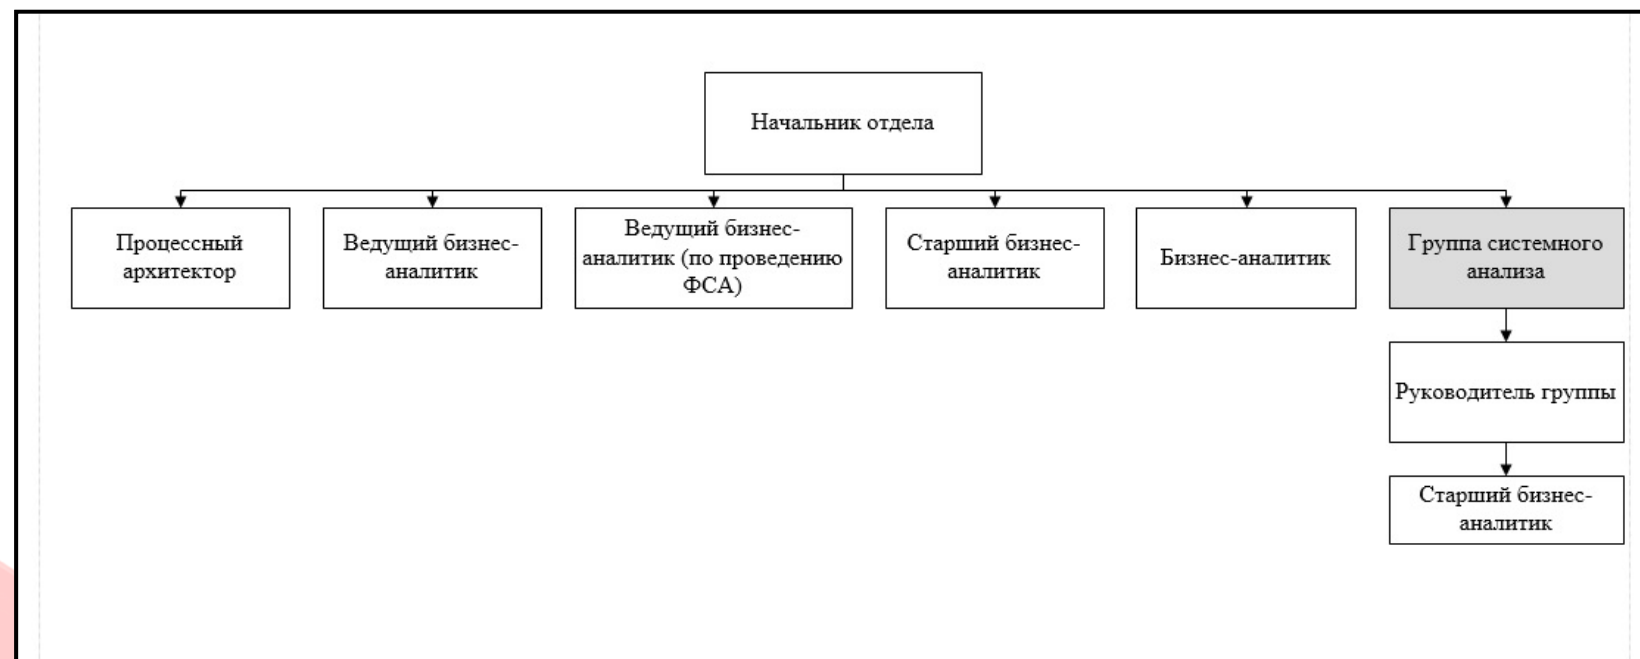 Начальник отдела
Процессный
архитектор
Ведущий бизнес-
аналитик
Ведущий бизнес-
аналитик (по проведению
ФСА)
Старший бизнес-
аналитик
Бизнес-аналитик
Группа системного
анализа
Руководитель группы
Старший бизнес-
аналитик